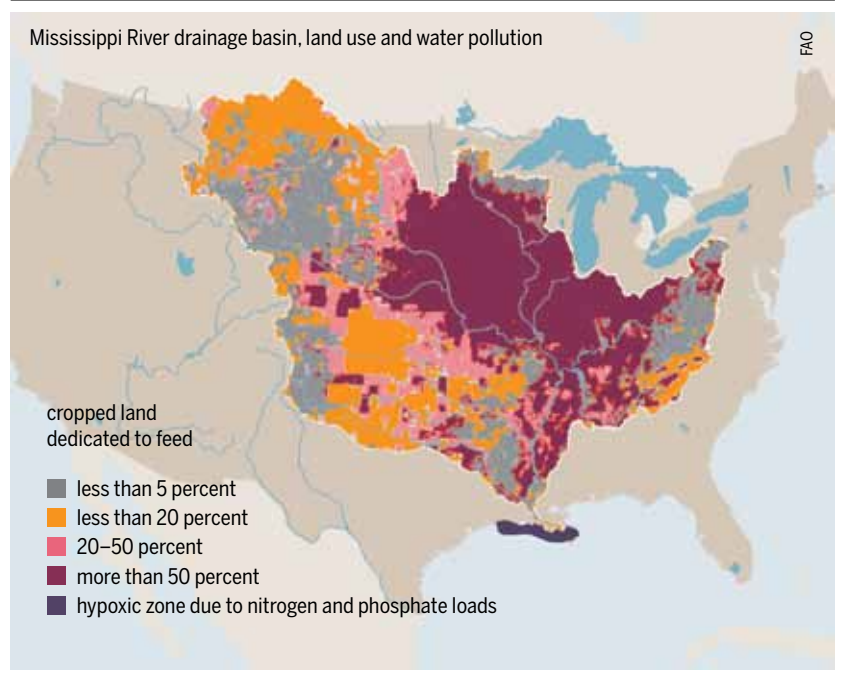 Mississippi River drainage basin, land use and water pollution
FAO
cropped land
dedicated to feed
less than 5 percent
less than 20 percent
20–50 percent
more than 50 percent
hypoxic zone due to nitrogen and phosphate loads